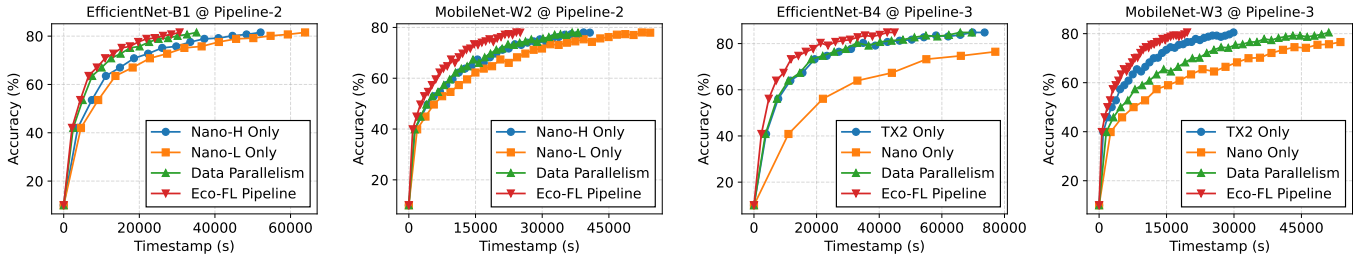 EfficientNet-B1 @ Pipeline-2
Accuracy (%)
80
60
40
20
Nano-H Only
Nano-L Only
Data Parallelism
Eco-FL Pipeline
0 20000 40000 60000
Timestamp (s)
MobileNet-W2 @ Pipeline-2
Accuracy (%)
80
60
40
20
Nano-H Only
Nano-L Only
Data Parallelism
Eco-FL Pipeline
0 15000 30000 45000
Timestamp (s)
EfficientNet-B4 @ Pipeline-3
Accuracy (%)
80
60
40
20
TX2 Only
Nano Only
Data Parallelism
Eco-FL Pipeline
0 20000 40000 60000 80000
Timestamp (s)
MobileNet-W3 @ Pipeline-3
Accuracy (%)
80
60
40
20
TX2 Only
Nano Only
Data Parallelism
Eco-FL Pipeline
0 15000 30000 45000
Timestamp (s)